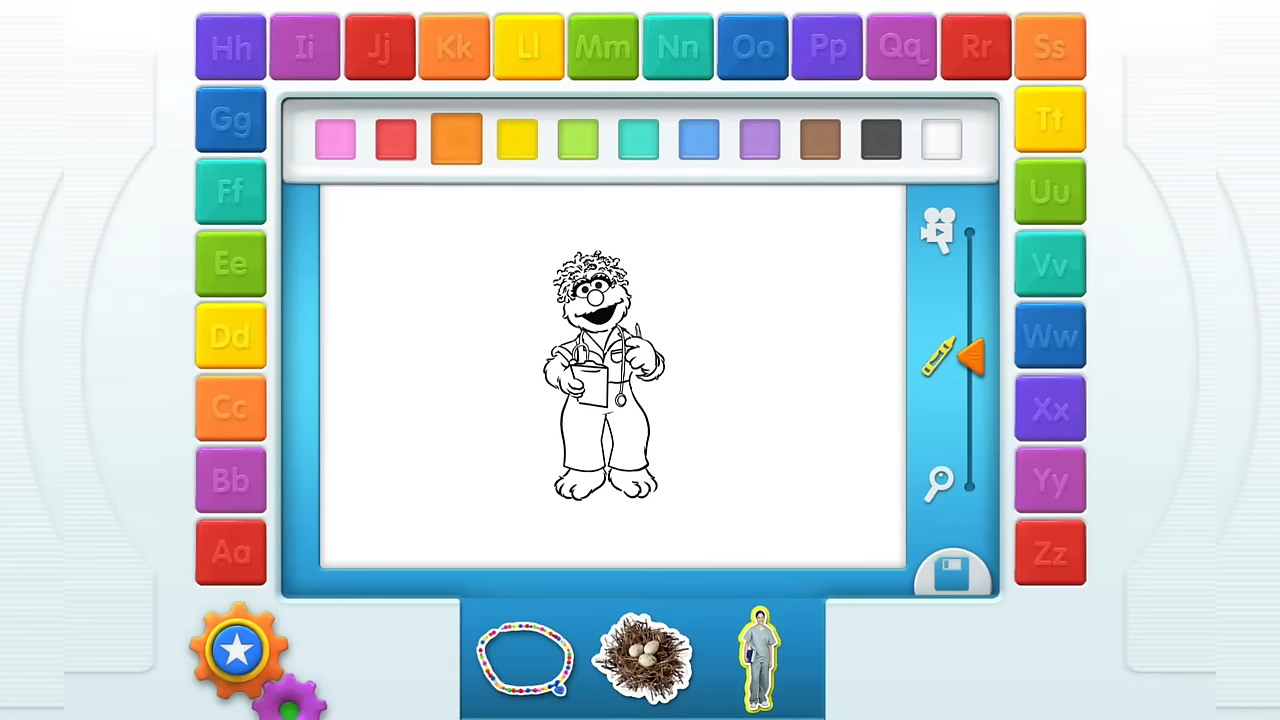 Hh Ii Jj Kk Ll Mm Nn Oo Pp Qq Rr Ss
Gg Tt
Ff Uu
Ee Vv
Dd Ww
Cc Xx
Bb Yy
Aa Zz